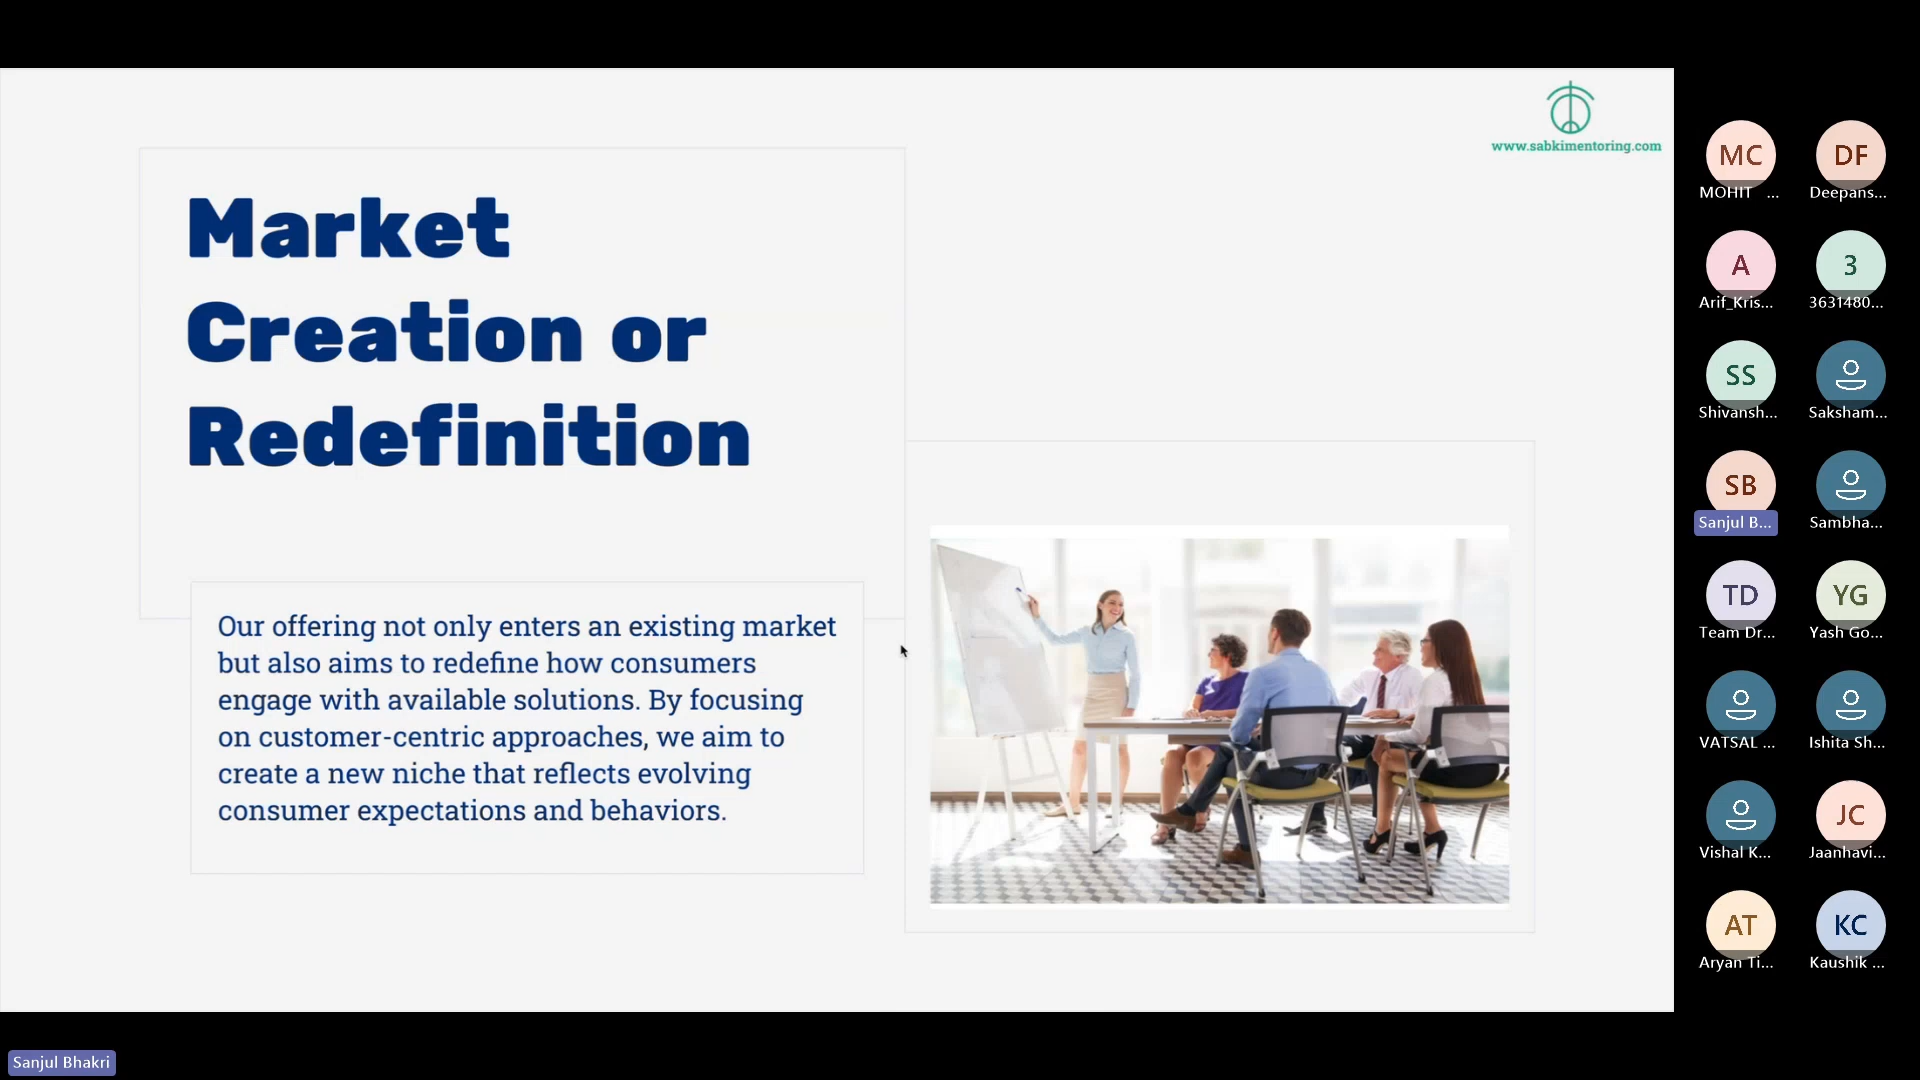 www.sabkimentoring.com
Market
Creation or
Redefinition
Our offering not only enters an existing market
but also aims to redefine how consumers
engage with available solutions. By focusing
on customer-centric approaches, we aim to
create a new niche that reflects evolving
consumer expectations and behaviors.
MC
MOHIT ...
DF
Deepans...
A
Arif_Kris...
3
3631480...
SS
Shivansh...
Saksham...
SB
Sanjul B...
Sambha...
TD
Team Dr...
YG
Yash Go...
VATSAL ...
Ishita Sh...
Vishal K...
JC
Jaanhavi...
AT
Aryan Ti...
KC
Kaushik ...
Sanjul Bhakri